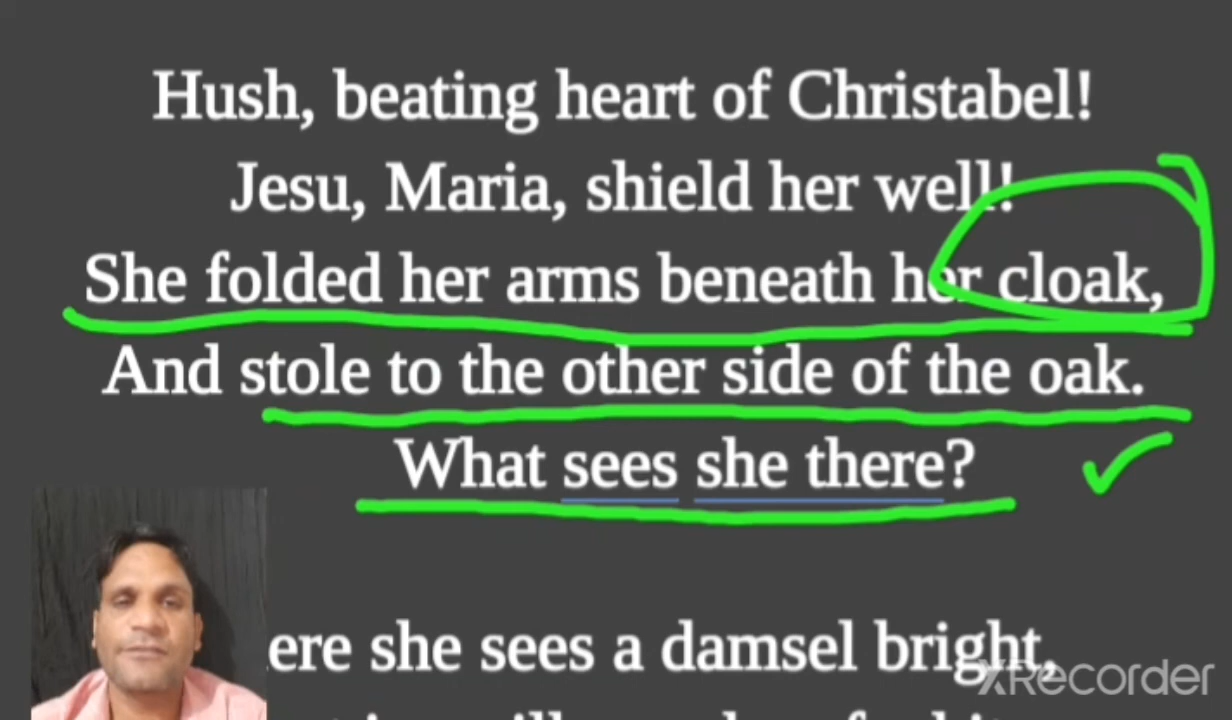 Hush, beating heart of Christabel!
Jesu, Maria, shield her well!
She folded her arms beneath her cloak,
And stole to the other side of the oak.
What sees she there?
ere she sees a damsel bright,
XRecorder